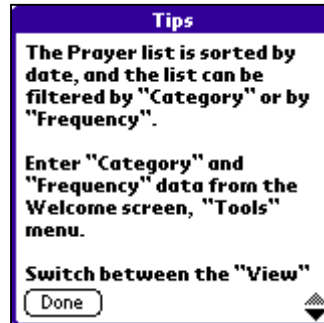 Tips
The Prayer list is sorted by
date, and the list can be
filtered by "Category" or by
"Frequency".
Enter "Category" and
"Frequency" data from the
Welcome screen, "Tools"
menu.
Switch between the "View"
Done